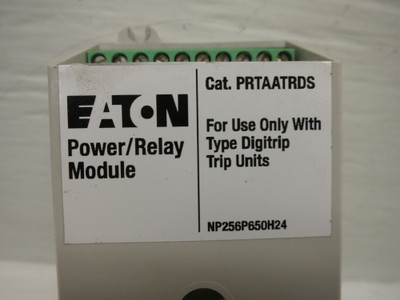 EATON
Power/Relay
Module
Cat. PRTAATRDS
For Use Only With
Type Digitrip
Trip Units
NP256P650H24